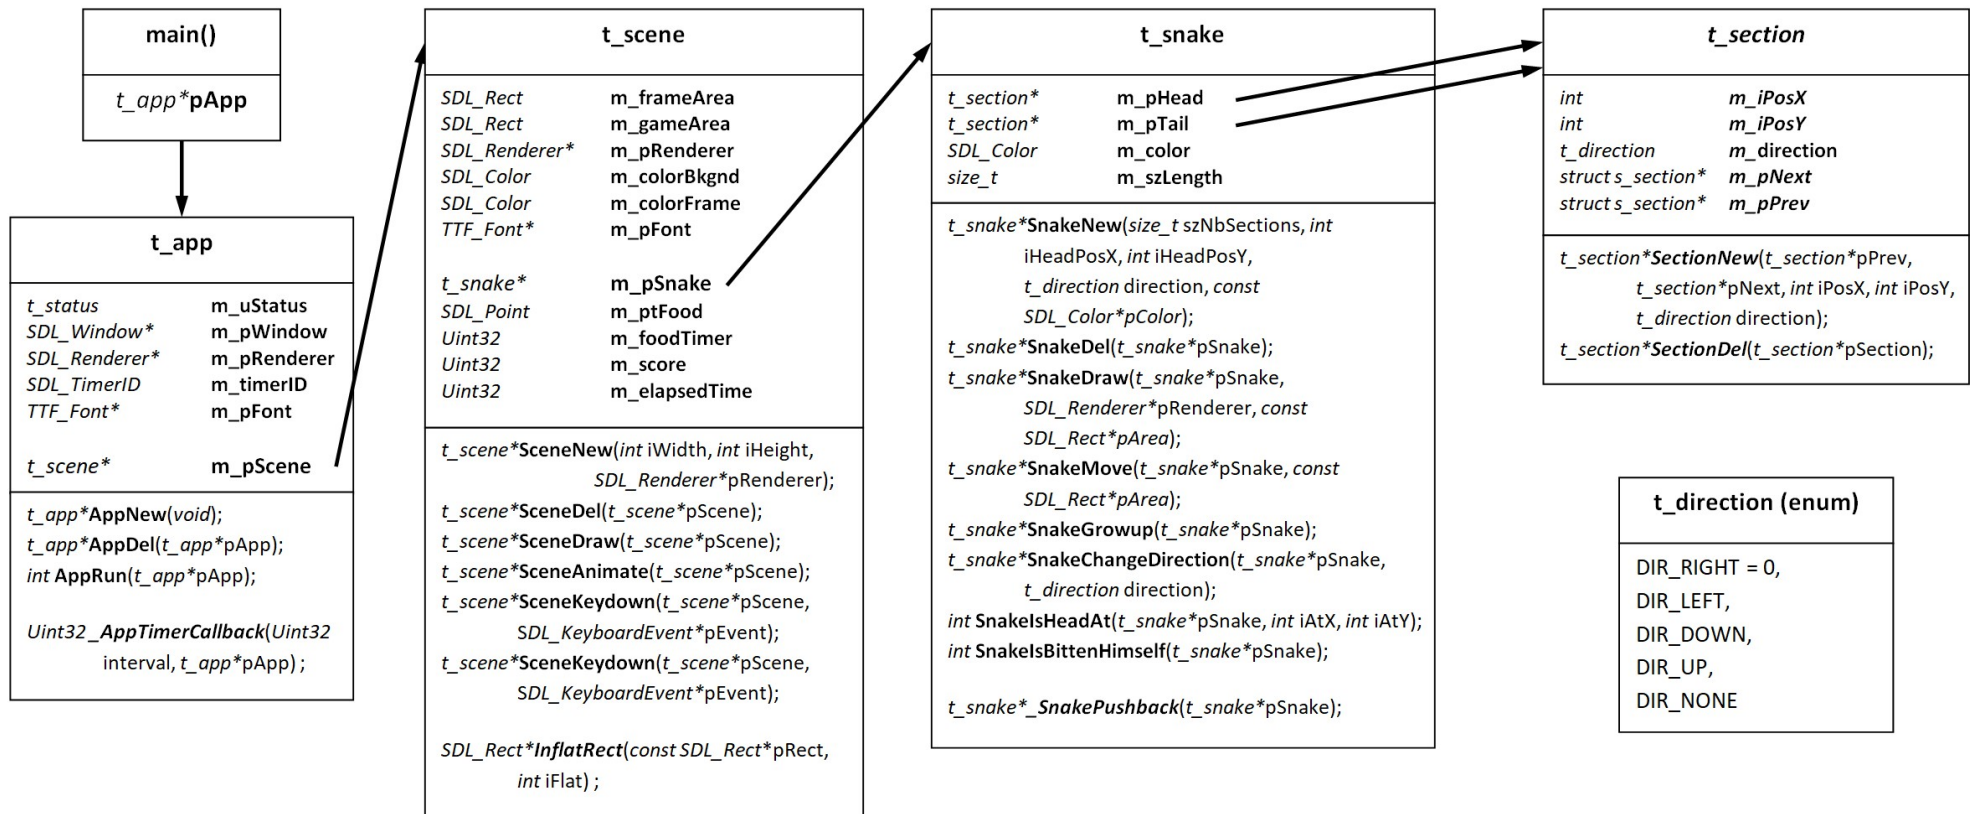 main()
t_app*pApp
t_app
t_status m_uStatus
SDL_Window* m_pWindow
SDL_Renderer* m_pRenderer
SDL_TimerID m_timerID
TTF_Font* m_pFont
t_scene* m_pScene
t_app*AppNew(void);
t_app*AppDel(t_app*pApp);
int AppRun(t_app*pApp);
Uint32_AppTimerCallback(Uint32
interval, t_app*pApp) ;
t_scene
SDL_Rect m_frameArea
SDL_Rect m_gameArea
SDL_Renderer* m_pRenderer
SDL_Color m_colorBkgnd
SDL_Color m_colorFrame
TTF_Font* m_pFont
t_snake* m_pSnake
SDL_Point m_ptFood
Uint32 m_foodTimer
Uint32 m_score
Uint32 m_elapsedTime
t_scene*SceneNew(int iWidth, int iHeight,
SDL_Renderer*pRenderer);
t_scene*SceneDel(t_scene*pScene);
t_scene*SceneDraw(t_scene*pScene);
t_scene*SceneAnimate(t_scene*pScene);
t_scene*SceneKeydown(t_scene*pScene,
SDL_KeyboardEvent*pEvent);
t_scene*SceneKeydown(t_scene*pScene,
SDL_KeyboardEvent*pEvent);
SDL_Rect*InflatRect(const SDL_Rect*pRect,
int iFlat) ;
t_snake
t_section* m_pHead
t_section* m_pTail
SDL_Color m_color
size_t m_szLength
t_snake*SnakeNew(size_t szNbSections, int
iHeadPosX, int iHeadPosY,
t_direction direction, const
SDL_Color*pColor);
t_snake*SnakeDel(t_snake*pSnake);
t_snake*SnakeDraw(t_snake*pSnake,
SDL_Renderer*pRenderer, const
SDL_Rect*pArea);
t_snake*SnakeMove(t_snake*pSnake, const
SDL_Rect*pArea);
t_snake*SnakeGrowup(t_snake*pSnake);
t_snake*SnakeChangeDirection(t_snake*pSnake,
t_direction direction);
int SnakeIsHeadAt(t_snake*pSnake, int iAtX, int iAtY);
int SnakeIsBittenHimself(t_snake*pSnake);
t_snake*_SnakePushback(t_snake*pSnake);
t_section
int m_iPosX
int m_iPosY
t_direction m_direction
struct s_section* m_pNext
struct s_section* m_pPrev
t_section*SectionNew(t_section*pPrev,
t_section*pNext, int iPosX, int iPosY,
t_direction direction);
t_section*SectionDel(t_section*pSection);
t_direction (enum)
DIR_RIGHT = 0,
DIR_LEFT,
DIR_DOWN,
DIR_UP,
DIR_NONE